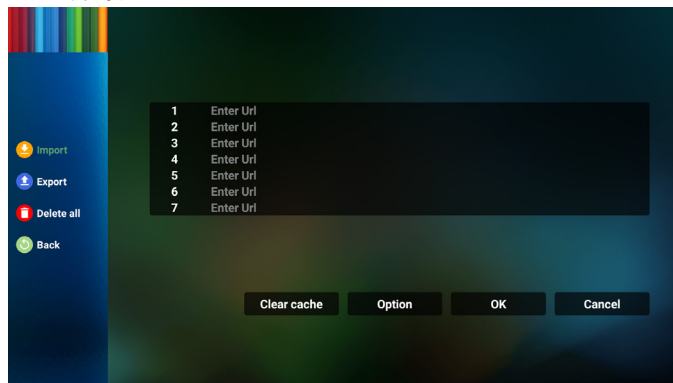 1 Enter Url
2 Enter Url
3 Enter Url
4 Enter Url
5 Enter Url
6 Enter Url
7 Enter Url
Import
Export
Delete all
Back
Clear cache Option OK Cancel